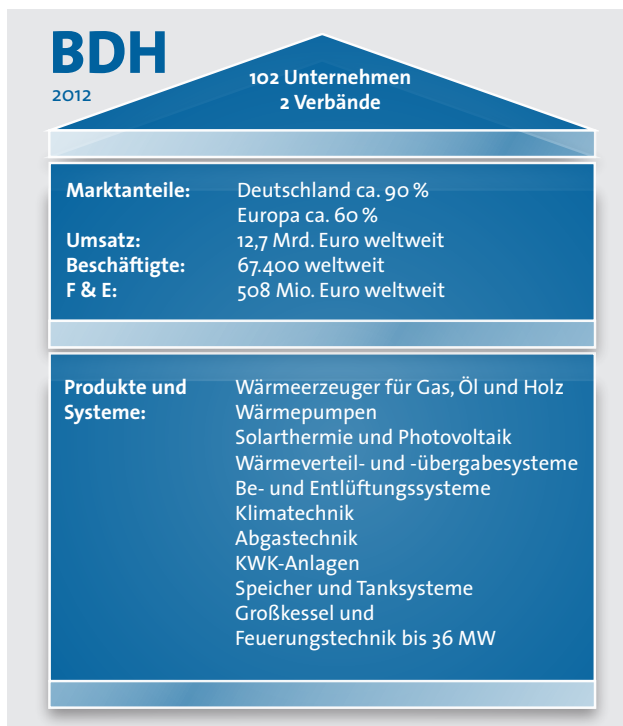 BDH
2012
102 Unternehmen
2 Verbände
Marktanteile: Deutschland ca. 90 %
Europa ca. 60 %
Umsatz: 12,7 Mrd. Euro weltweit
Beschäftigte: 67.400 weltweit
F & E: 508 Mio. Euro weltweit
Produkte und Wärmeerzeuger für Gas, Öl und Holz
Systeme: Wärmepumpen
Solarthermie und Photovoltaik
Wärmeverteil- und -übergabesysteme
Be- und Entlüftungssysteme
Klimatechnik
Abgastechnik
KWK-Anlagen
Speicher und Tanksysteme
Großkessel und
Feuerungstechnik bis 36 MW